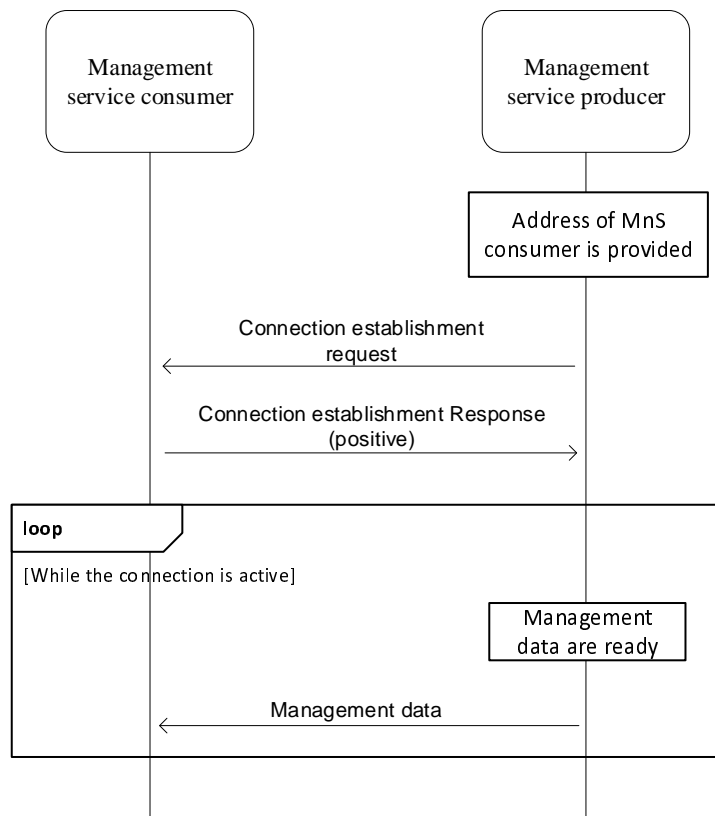 Management
service consumer
Management
service producer
Address of MnS
consumer is provided
Connection establishment
request
Connection establishment Response
(positive)
loop
[While the connection is active]
Management
data are ready
Management data